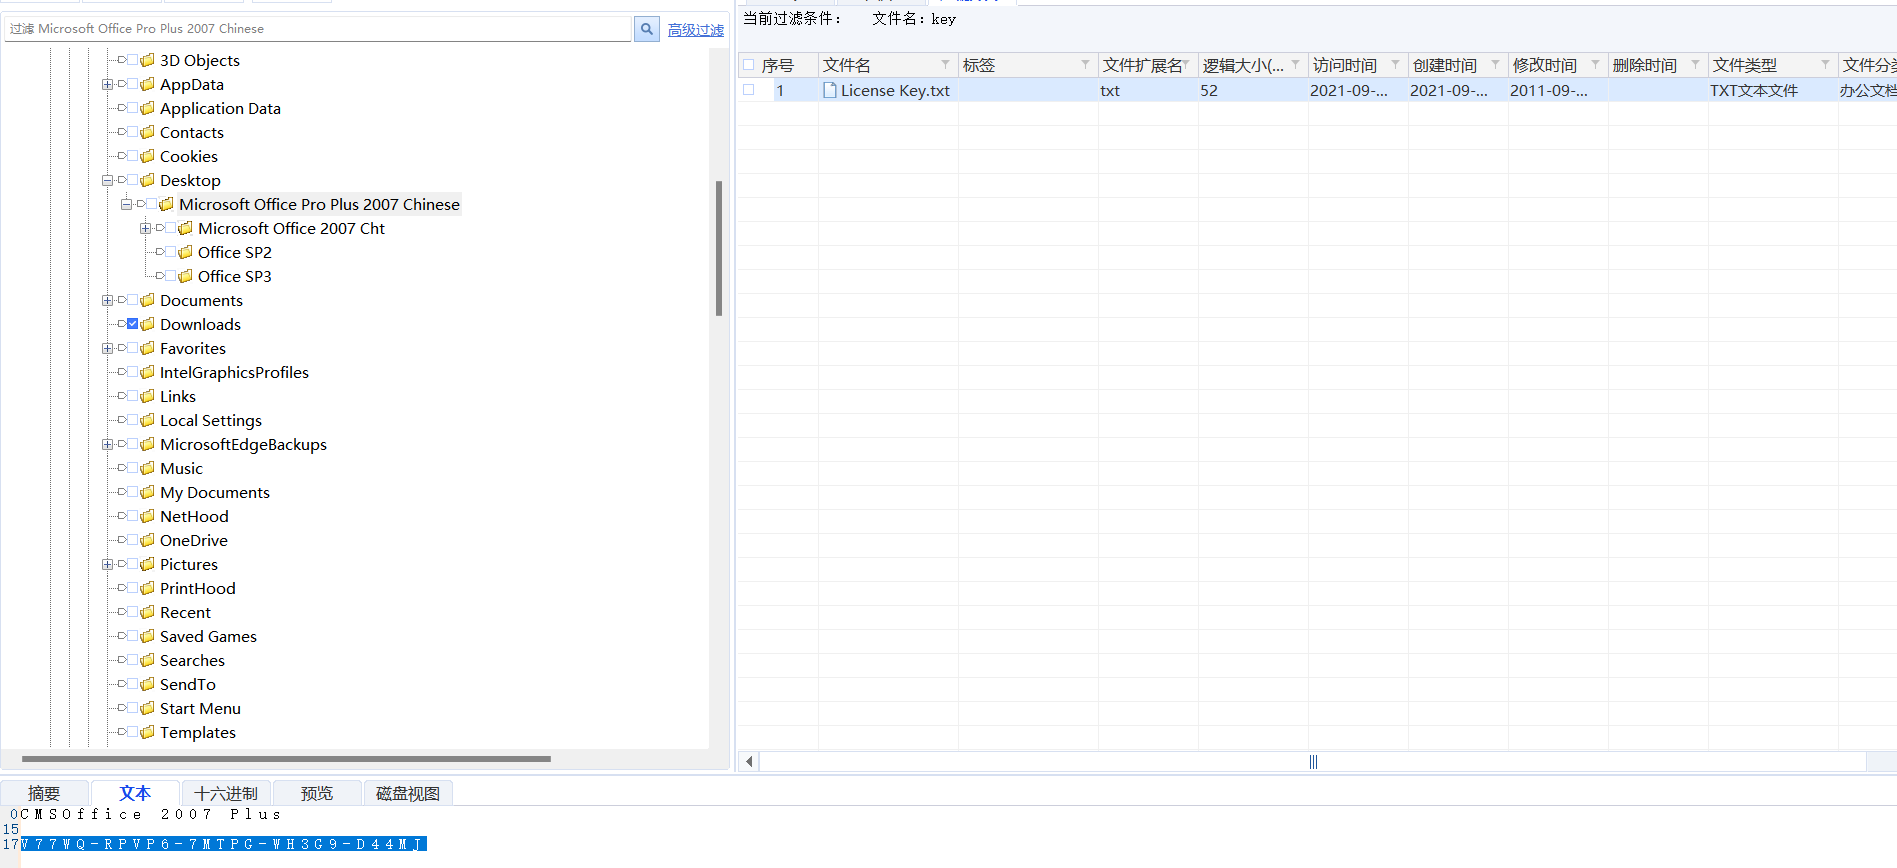 过滤 Microsoft Office Pro Plus 2007 Chinese
高级过滤
3D Objects
AppData
Application Data
Contacts
Cookies
Desktop
Microsoft Office Pro Plus 2007 Chinese
Microsoft Office 2007 Cht
Office SP2
Office SP3
Documents
Downloads
Favorites
IntelGraphicsProfiles
Links
Local Settings
MicrosoftEdgeBackups
Music
My Documents
NetHood
OneDrive
Pictures
PrintHood
Recent
Saved Games
Searches
SendTo
Start Menu
Templates
当前过滤条件： 文件名：key
序号 文件名 标签 文件扩展名 逻辑大小(... 访问时间 创建时间 修改时间 删除时间 文件类型 文件分类
1 License Key.txt txt 52 2021-09-... 2021-09-... 2011-09-... TXT文本文件 办公文档
摘要 文本 十六进制 预览 磁盘视图
0 CMSOffice 2007 Plus
15
17 V77WQ-RPVP6-7MTPG-WH3G9-D44MJ